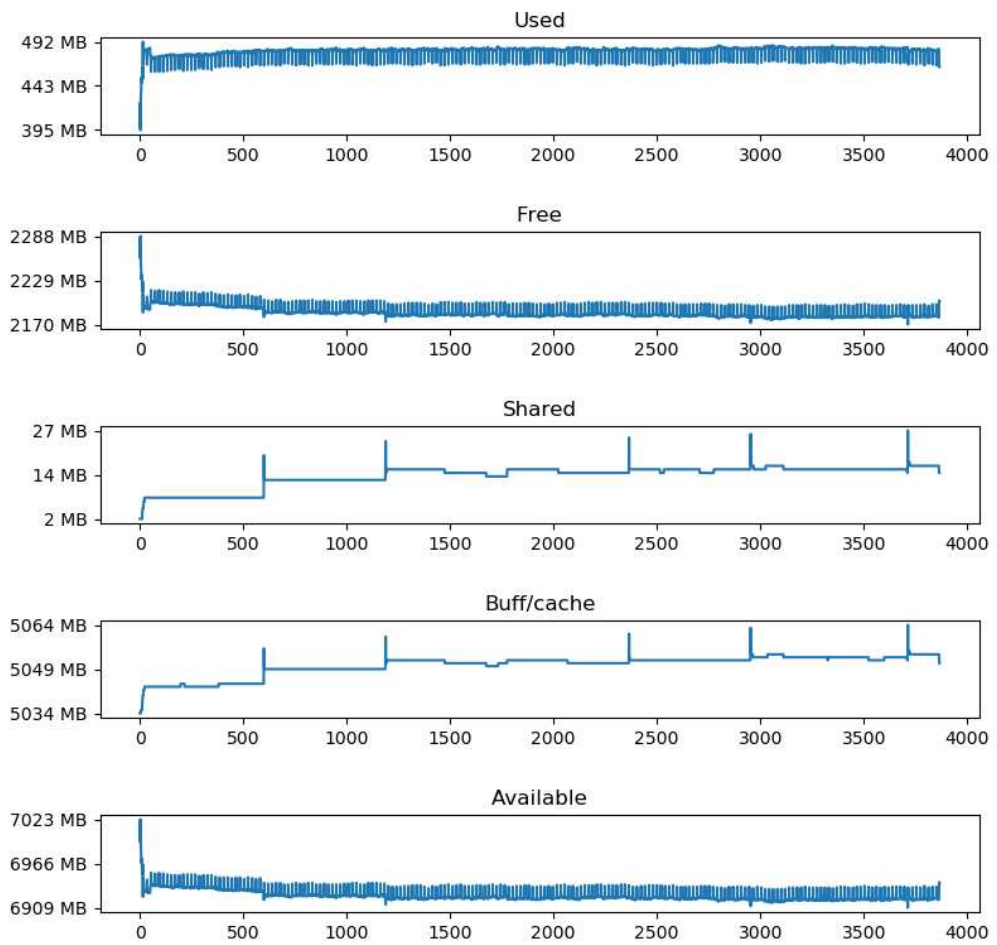 Used
492 MB
443 MB
395 MB
0 500 1000 1500 2000 2500 3000 3500 4000
Free
2288 MB
2229 MB
2170 MB
0 500 1000 1500 2000 2500 3000 3500 4000
Shared
27 MB
14 MB
2 MB
0 500 1000 1500 2000 2500 3000 3500 4000
Buff/cache
5064 MB
5049 MB
5034 MB
0 500 1000 1500 2000 2500 3000 3500 4000
Available
7023 MB
6966 MB
6909 MB
0 500 1000 1500 2000 2500 3000 3500 4000